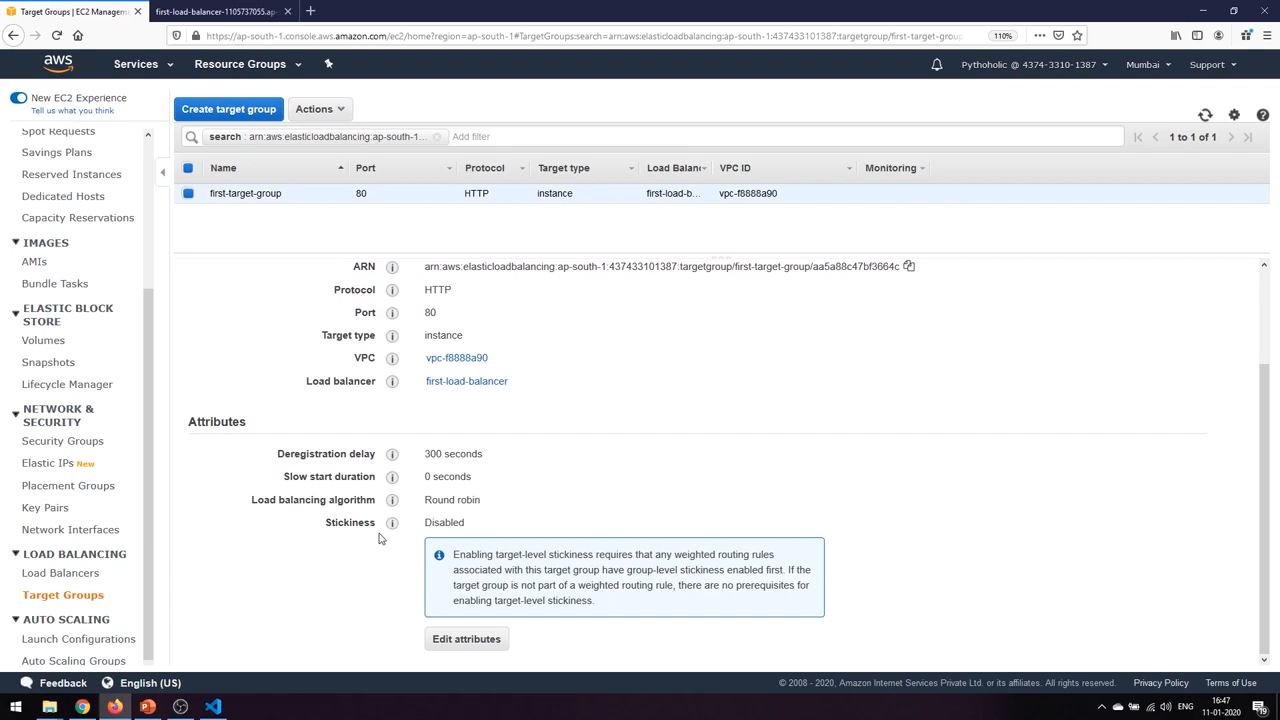 Target Groups | EC2 Managem
first-load-balancer-1105737055.ap-
https://ap-south-1.console.aws.amazon.com/ec2/home?region=ap-south-1#TargetGroups:search=arn:aws:elasticloadbalancing:ap-south-1:437433101387:targetgroup/first-target-group
110%
aws
Services
Resource Groups
Pythoholic @ 4374-3310-1387
Mumbai
Support
New EC2 Experience
Tell us what you think
Spot Requests
Savings Plans
Reserved Instances
Dedicated Hosts
Capacity Reservations
IMAGES
AMIs
Bundle Tasks
ELASTIC BLOCK
STORE
Volumes
Snapshots
Lifecycle Manager
NETWORK &
SECURITY
Security Groups
Elastic IPs New
Placement Groups
Key Pairs
Network Interfaces
LOAD BALANCING
Load Balancers
Target Groups
AUTO SCALING
Launch Configurations
Auto Scaling Groups
Create target group
Actions
search : arn:aws:elasticloadbalancing:ap-south-1... Add filter
1 to 1 of 1
Name Port Protocol Target type Load Balanc VPC ID Monitoring
first-target-group 80 HTTP instance first-load-b... vpc-f8888a90
ARN arn:aws:elasticloadbalancing:ap-south-1:437433101387:targetgroup/first-target-group/aa5a88c47bf3664c
Protocol HTTP
Port 80
Target type instance
VPC vpc-f8888a90
Load balancer first-load-balancer
Attributes
Deregistration delay 300 seconds
Slow start duration 0 seconds
Load balancing algorithm Round robin
Stickiness Disabled
Enabling target-level stickiness requires that any weighted routing rules
associated with this target group have group-level stickiness enabled first. If the
target group is not part of a weighted routing rule, there are no prerequisites for
enabling target-level stickiness.
Edit attributes
Feedback
English (US)
© 2008 - 2020, Amazon Internet Services Private Ltd. or its affiliates. All rights reserved.
Privacy Policy
Terms of Use
ENG
16:47
11-01-2020
19